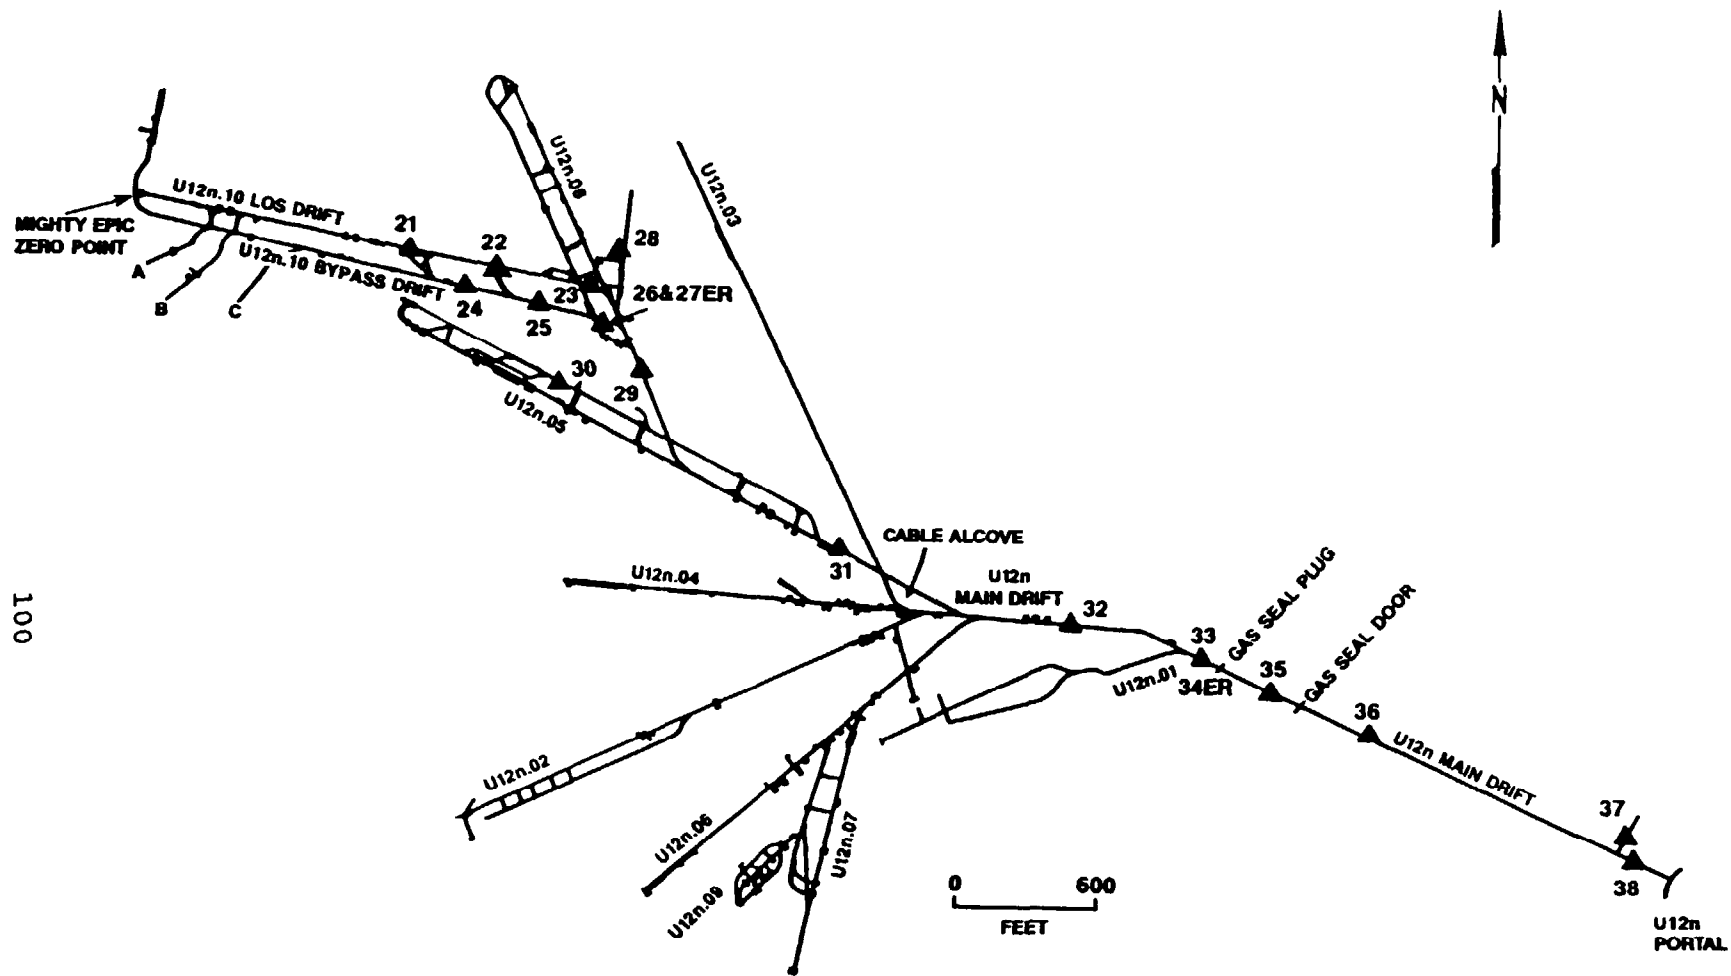 N
U12n.08
U12n.03
U12n.10 LOS DRIFT
MIGHTY EPIC
ZERO POINT
21
22
28
U12n.10 BYPASS DRIFT
A
B
C
24
25
23
26&27ER
30
29
U12n.05
CABLE ALCOVE
31
U12n.04
U12n
MAIN DRIFT
32
33
GAS SEAL PLUG
34ER
35
GAS SEAL DOOR
U12n.01
36
U12n MAIN DRIFT
100
U12n.02
U12n.06
U12n.07
U12n.09
37
38
0 600
FEET
U12n
PORTAL